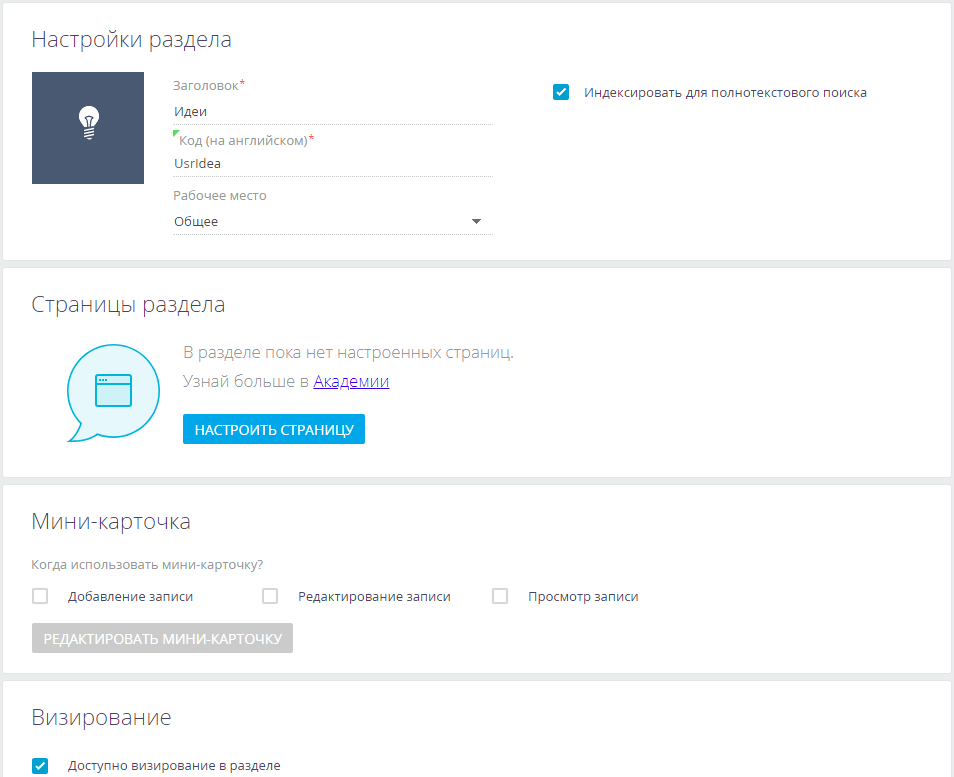 Настройки раздела
Заголовок*
Идеи
Индексировать для полнотекстового поиска
Код (на английском)*
UsrIdea
Рабочее место
Общее
Страницы раздела
В разделе пока нет настроенных страниц.
Узнай больше в Академии
НАСТРОИТЬ СТРАНИЦУ
Мини-карточка
Когда использовать мини-карточку?
Добавление записи Редактирование записи Просмотр записи
РЕДАКТИРОВАТЬ МИНИ-КАРТОЧКУ
Визирование
Доступно визирование в разделе